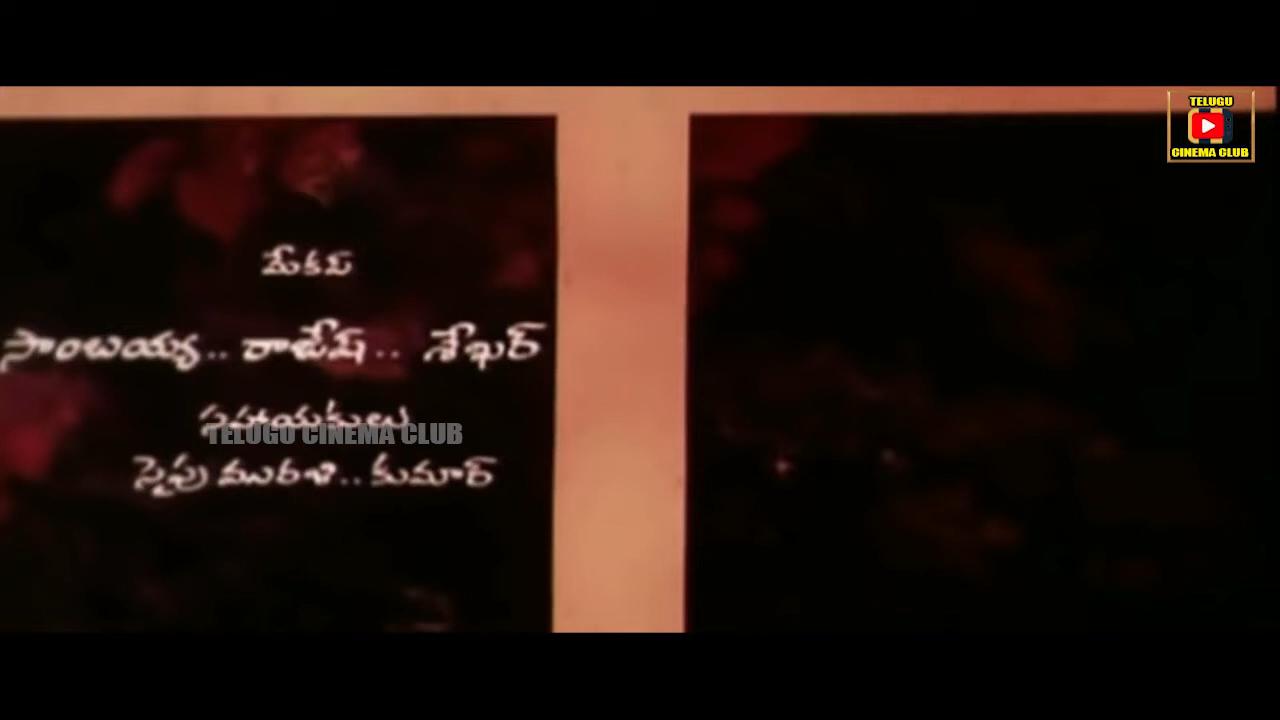 TELUGU
CINEMA CLUB
మేకప్
సాంబయ్య.. రాజేష్.. శేఖర్
సహాయకులు
TELUGU CINEMA CLUB
సైపు మురళి.. కుమార్